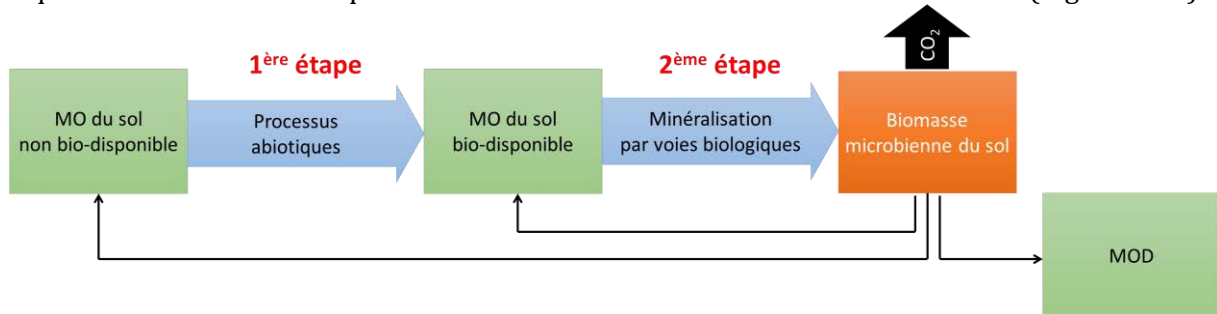 1ère étape
2ème étape
CO₂
MO du sol
non bio-disponible
Processus
abiotiques
MO du sol
bio-disponible
Minéralisation
par voies biologiques
Biomasse
microbienne du sol
MOD